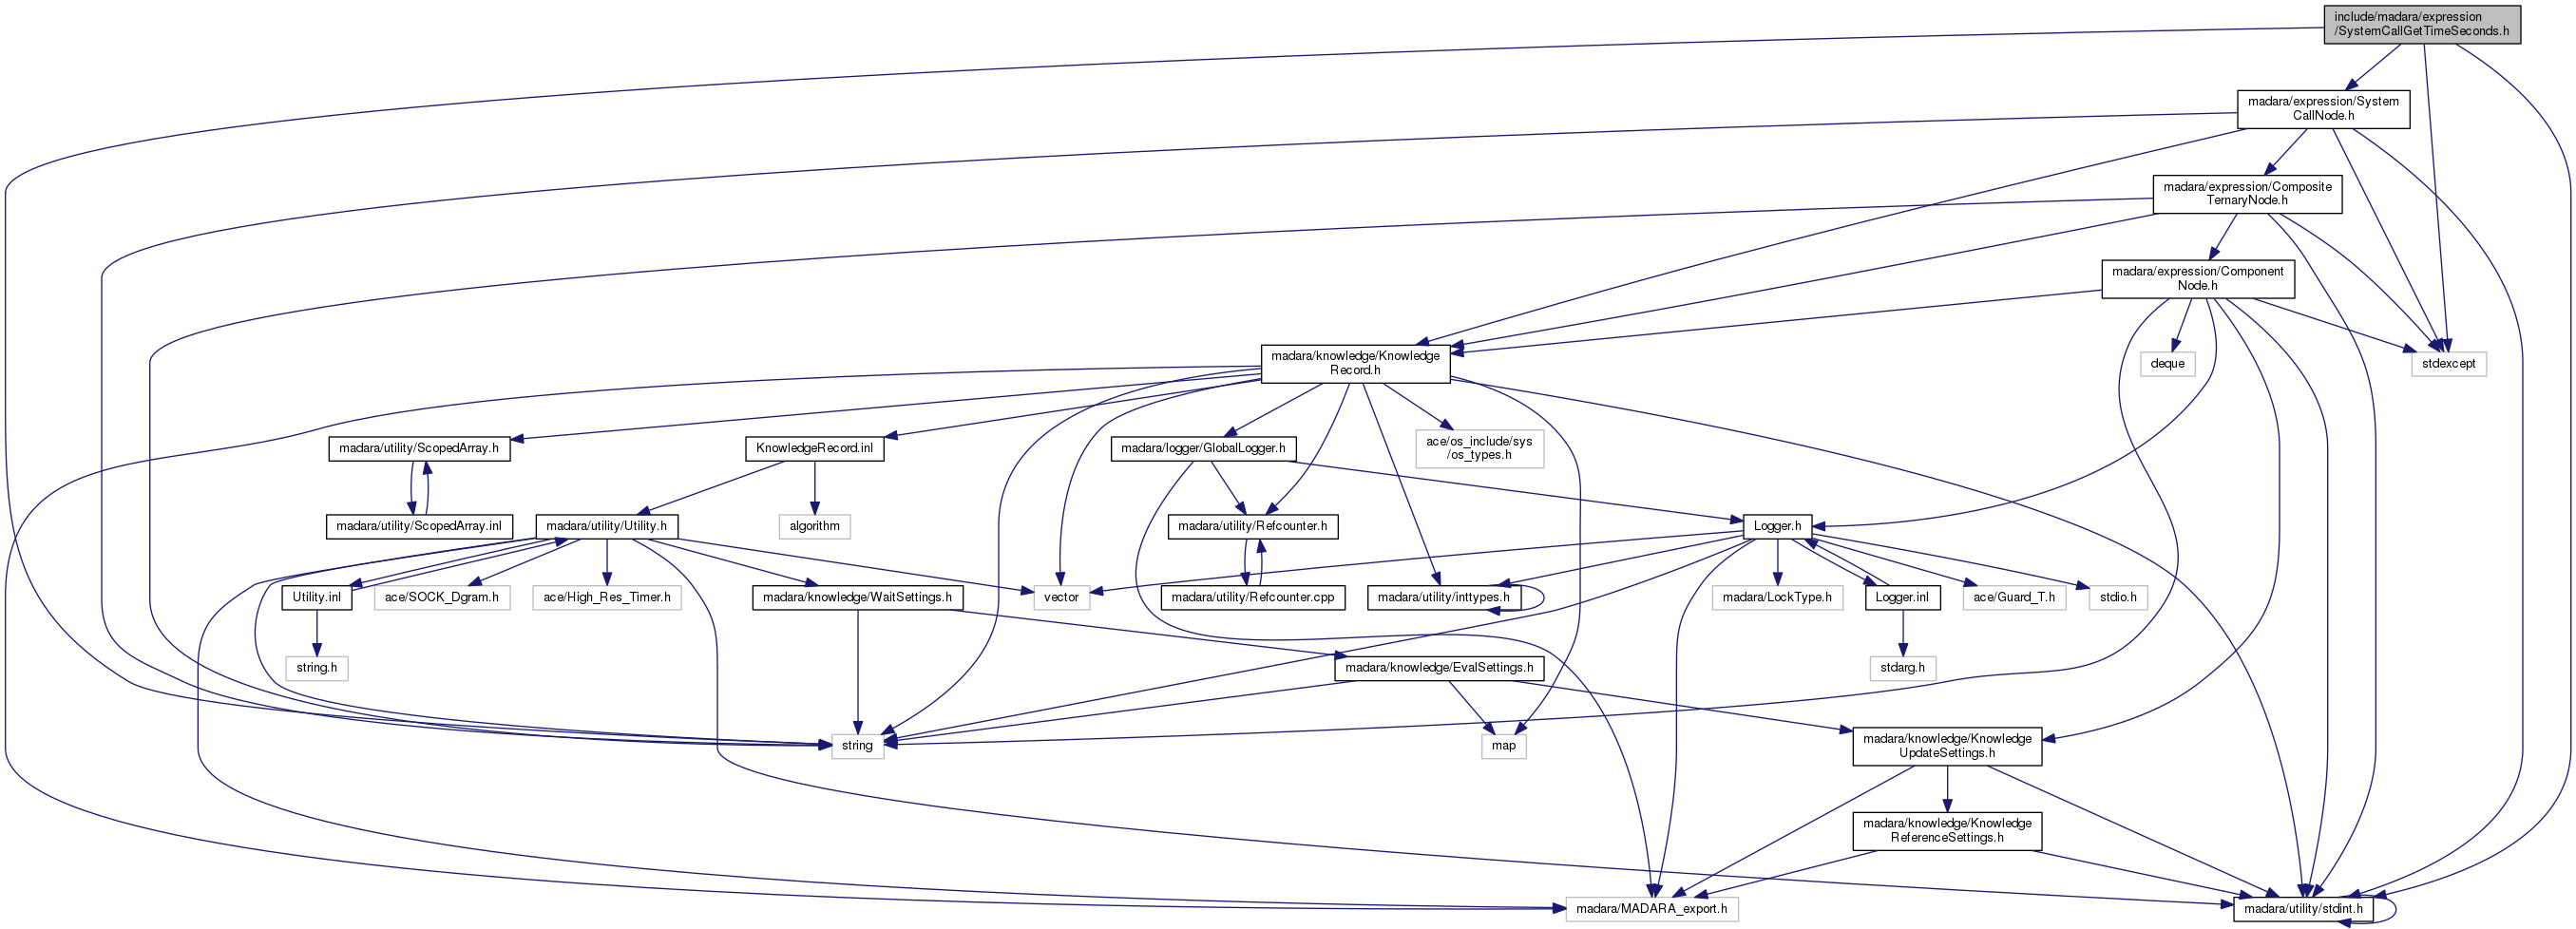 include/madara/expression
/SystemCallGetTimeSeconds.h
madara/expression/System
CallNode.h
madara/expression/Composite
TernaryNode.h
madara/expression/Component
Node.h
madara/knowledge/Knowledge
Record.h
deque
stdexcept
madara/utility/ScopedArray.h
KnowledgeRecord.inl
madara/logger/GlobalLogger.h
ace/os_include/sys
/os_types.h
madara/utility/ScopedArray.inl
madara/utility/Utility.h
algorithm
madara/utility/Refcounter.h
Logger.h
Utility.inl
ace/SOCK_Dgram.h
ace/High_Res_Timer.h
madara/knowledge/WaitSettings.h
vector
madara/utility/Refcounter.cpp
madara/utility/inttypes.h
madara/LockType.h
Logger.inl
ace/Guard_T.h
stdio.h
string.h
madara/knowledge/EvalSettings.h
stdarg.h
string
map
madara/knowledge/Knowledge
UpdateSettings.h
madara/knowledge/Knowledge
ReferenceSettings.h
madara/MADARA_export.h
madara/utility/stdint.h